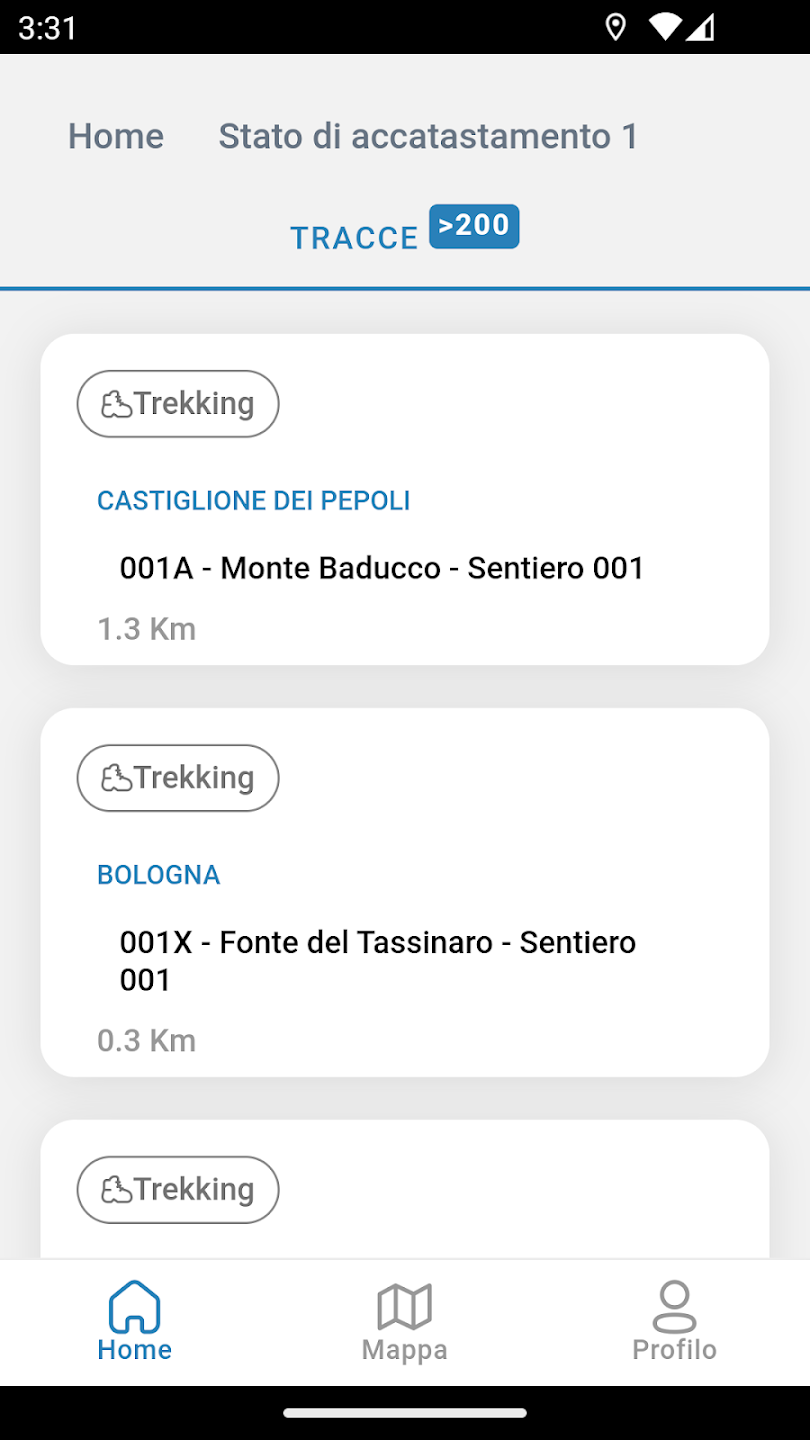 3:31
Home Stato di accatastamento 1
TRACCE >200
Trekking
CASTIGLIONE DEI PEPOLI
001A - Monte Baducco - Sentiero 001
1.3 Km
Trekking
BOLOGNA
001X - Fonte del Tassinaro - Sentiero
001
0.3 Km
Trekking
Home Mappa Profilo